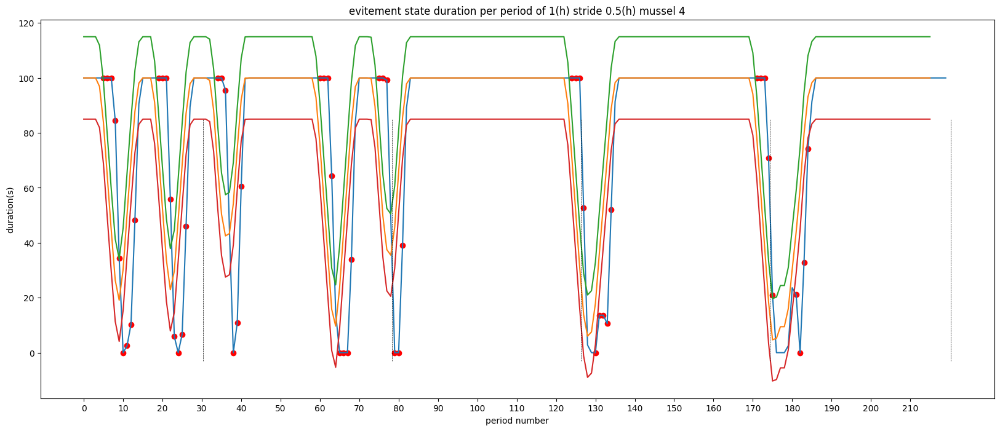 evitement state duration per period of 1(h) stride 0.5(h) mussel 4
120
100
80
60
40
20
0
duration(s)
0 10 20 30 40 50 60 70 80 90 100 110 120 130 140 150 160 170 180 190 200 210
period number